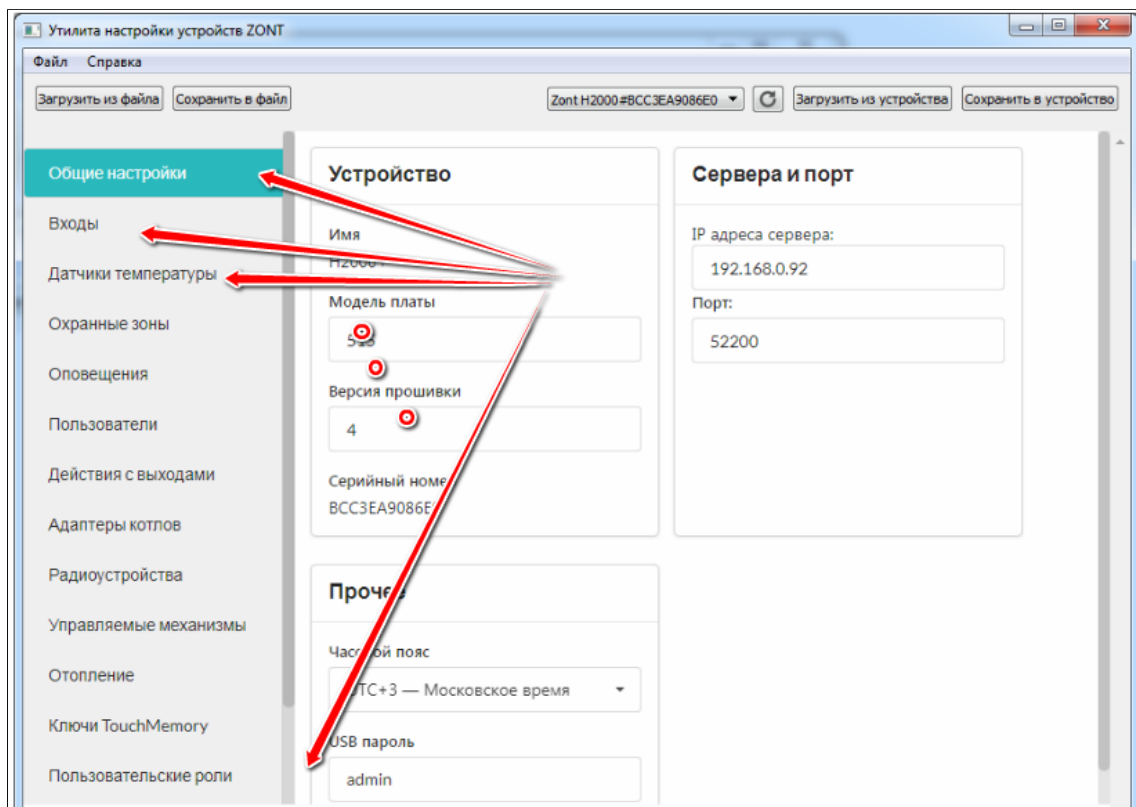 Утилита настройки устройств ZONT
Файл Справка
Загрузить из файла Сохранить в файл Zont H2000 #BCC3EA9086E0 Загрузить из устройства Сохранить в устройство
Общие настройки
Входы
Датчики температуры
Охранные зоны
Оповещения
Пользователи
Действия с выходами
Адаптеры котлов
Радиоустройства
Управляемые механизмы
Отопление
Ключи TouchMemory
Пользовательские роли
Устройство
Имя
Модель платы
Версия прошивки
4
Серийный номер
Сервера и порт
IP адреса сервера:
192.168.0.92
Порт:
52200
Прочее
Часовой пояс
UTC+3 — Московское время
USB пароль
admin